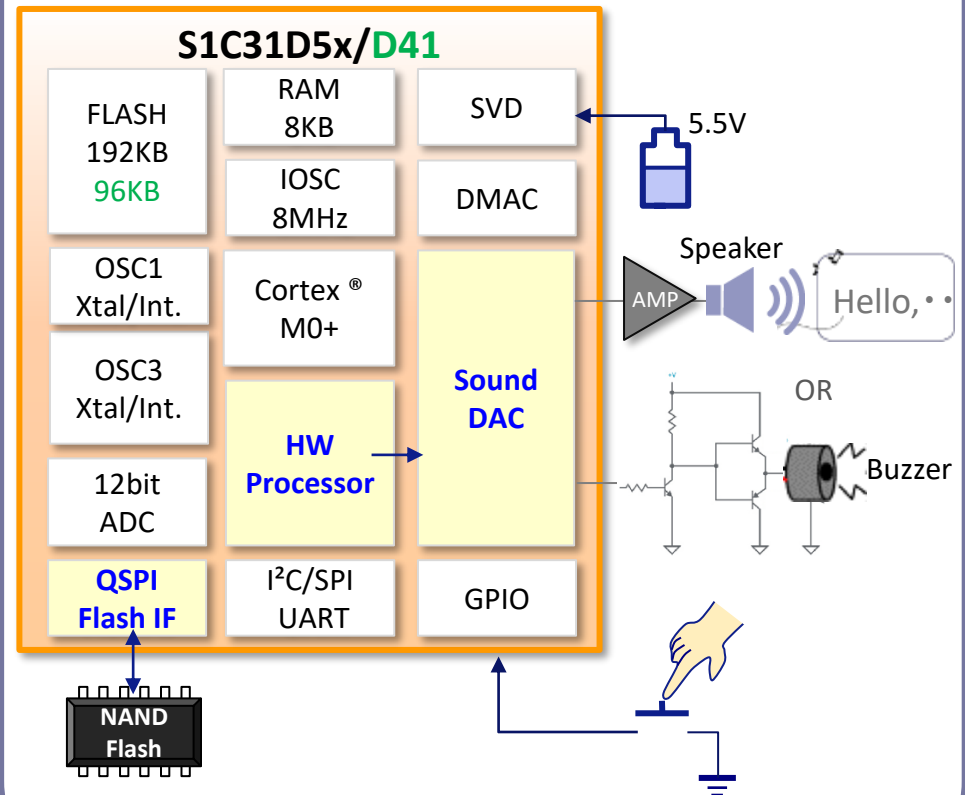 S1C31D5x/D41
FLASH
192KB
96KB
RAM
8KB
SVD
5.5V
IOSC
8MHz
DMAC
OSC1
Xtal/Int.
Cortex ®
M0+
Sound
DAC
Speaker
AMP
Hello,・・
OSC3
Xtal/Int.
HW
Processor
+V
OR
Buzzer
12bit
ADC
QSPI
Flash IF
I²C/SPI
UART
GPIO
NAND
Flash